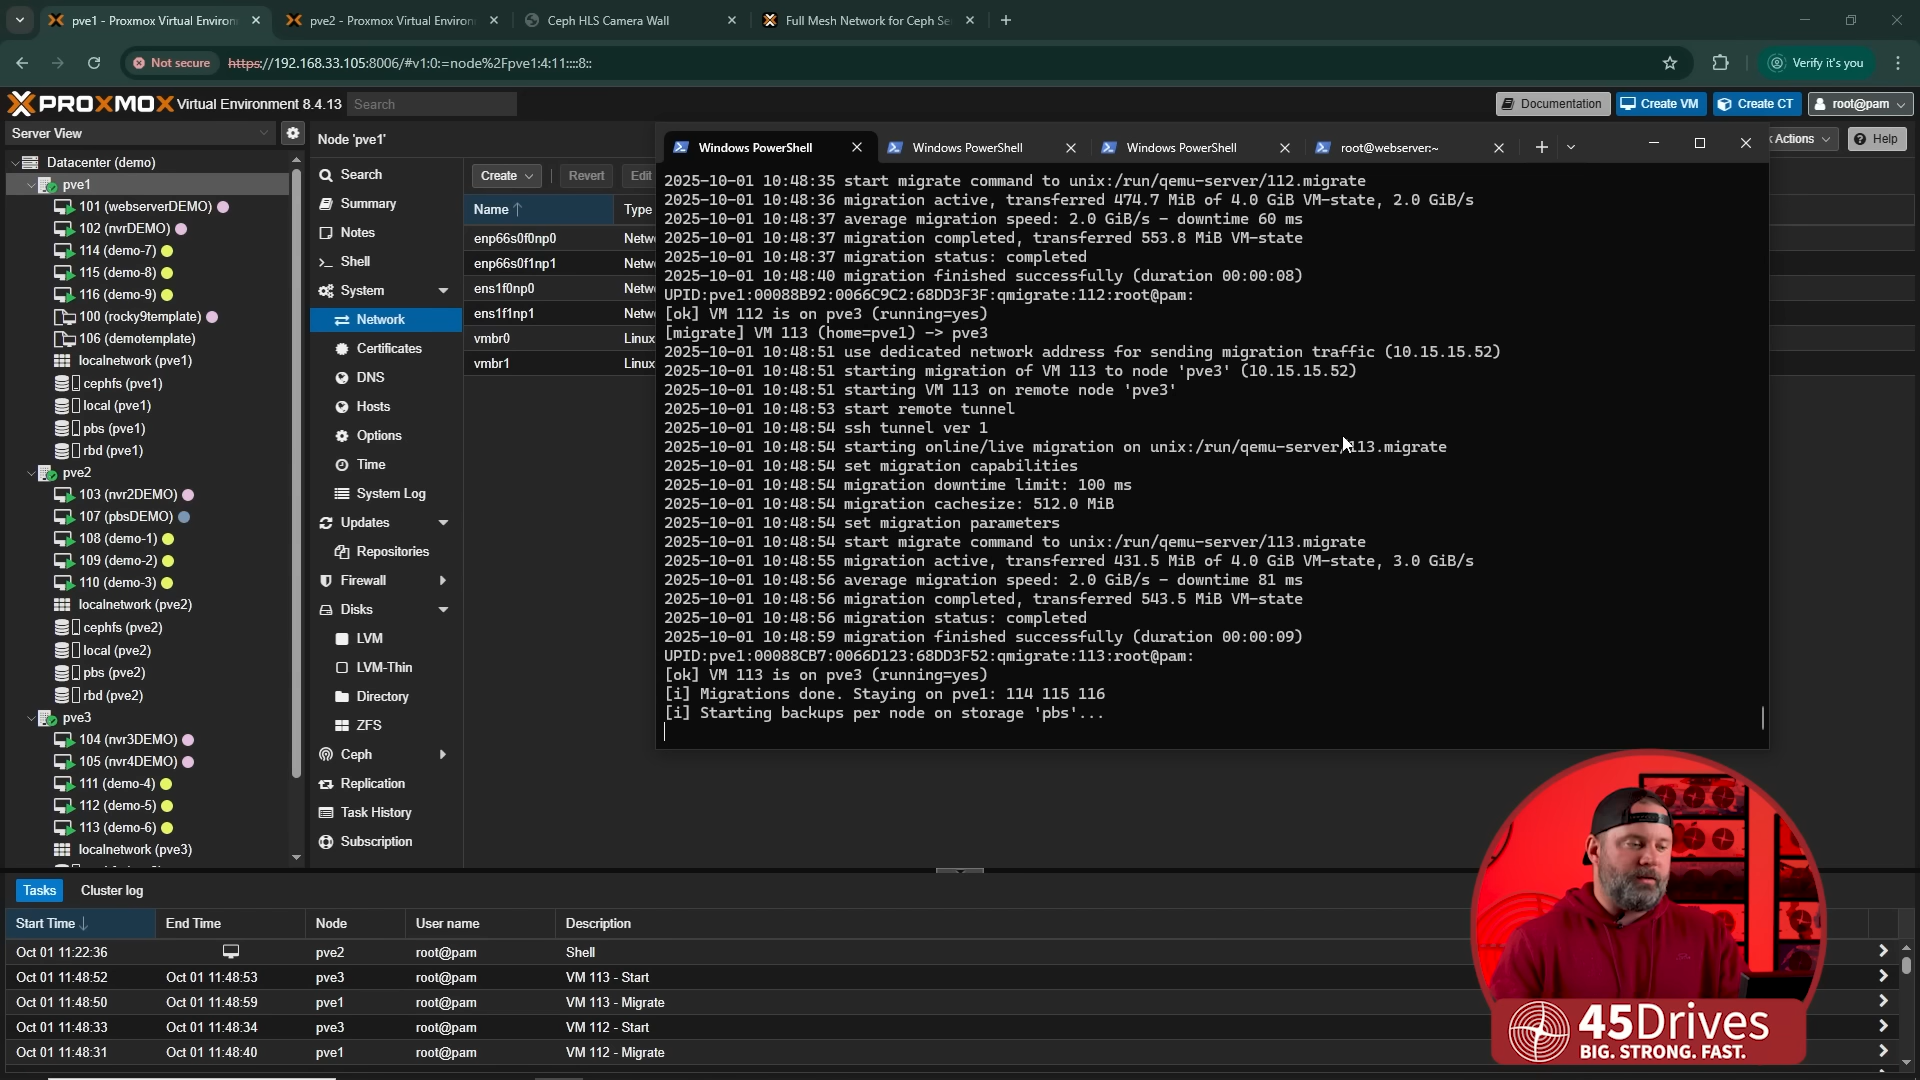 pve1 - Proxmox Virtual Environ
pve2 - Proxmox Virtual Environ
Ceph HLS Camera Wall
Full Mesh Network for Ceph Se
Not secure
https://192.168.33.105:8006/#v1:0:=node%2Fpve1:4:11::::8::
Verify it's you
PROXMOX Virtual Environment 8.4.13
Search
Documentation
Create VM
Create CT
root@pam
Server View
Datacenter (demo)
pve1
101 (webserverDEMO)
102 (nvrDEMO)
114 (demo-7)
115 (demo-8)
116 (demo-9)
100 (rocky9template)
106 (demotemplate)
localnetwork (pve1)
cephfs (pve1)
local (pve1)
pbs (pve1)
rbd (pve1)
pve2
103 (nvr2DEMO)
107 (pbsDEMO)
108 (demo-1)
109 (demo-2)
110 (demo-3)
localnetwork (pve2)
cephfs (pve2)
local (pve2)
pbs (pve2)
rbd (pve2)
pve3
104 (nvr3DEMO)
105 (nvr4DEMO)
111 (demo-4)
112 (demo-5)
113 (demo-6)
localnetwork (pve3)
Node 'pve1'
Actions
Help
Search
Summary
Notes
Shell
System
Network
Certificates
DNS
Hosts
Options
Time
System Log
Updates
Repositories
Firewall
Disks
LVM
LVM-Thin
Directory
ZFS
Ceph
Replication
Task History
Subscription
Create
Revert
Edit
Name
Type
enp66s0f0np0 Netw
enp66s0f1np1 Netw
ens1f0np0 Netw
ens1f1np1 Netw
vmbr0 Linux
vmbr1 Linux
Windows PowerShell
Windows PowerShell
Windows PowerShell
root@webserver:~
2025-10-01 10:48:35 start migrate command to unix:/run/qemu-server/112.migrate
2025-10-01 10:48:36 migration active, transferred 474.7 MiB of 4.0 GiB VM-state, 2.0 GiB/s
2025-10-01 10:48:37 average migration speed: 2.0 GiB/s - downtime 60 ms
2025-10-01 10:48:37 migration completed, transferred 553.8 MiB VM-state
2025-10-01 10:48:37 migration status: completed
2025-10-01 10:48:40 migration finished successfully (duration 00:00:08)
UPID:pve1:00088B92:0066C9C2:68DD3F3F:qmigrate:112:root@pam:
[ok] VM 112 is on pve3 (running=yes)
[migrate] VM 113 (home=pve1) -> pve3
2025-10-01 10:48:51 use dedicated network address for sending migration traffic (10.15.15.52)
2025-10-01 10:48:51 starting migration of VM 113 to node 'pve3' (10.15.15.52)
2025-10-01 10:48:51 starting VM 113 on remote node 'pve3'
2025-10-01 10:48:53 start remote tunnel
2025-10-01 10:48:54 ssh tunnel ver 1
2025-10-01 10:48:54 starting online/live migration on unix:/run/qemu-server/113.migrate
2025-10-01 10:48:54 set migration capabilities
2025-10-01 10:48:54 migration downtime limit: 100 ms
2025-10-01 10:48:54 migration cachesize: 512.0 MiB
2025-10-01 10:48:54 set migration parameters
2025-10-01 10:48:54 start migrate command to unix:/run/qemu-server/113.migrate
2025-10-01 10:48:55 migration active, transferred 431.5 MiB of 4.0 GiB VM-state, 3.0 GiB/s
2025-10-01 10:48:56 average migration speed: 2.0 GiB/s - downtime 81 ms
2025-10-01 10:48:56 migration completed, transferred 543.5 MiB VM-state
2025-10-01 10:48:56 migration status: completed
2025-10-01 10:48:59 migration finished successfully (duration 00:00:09)
UPID:pve1:00088CB7:0066D123:68DD3F52:qmigrate:113:root@pam:
[ok] VM 113 is on pve3 (running=yes)
[i] Migrations done. Staying on pve1: 114 115 116
[i] Starting backups per node on storage 'pbs'...
Tasks
Cluster log
Start Time End Time Node User name Description
Oct 01 11:22:36 pve2 root@pam Shell
Oct 01 11:48:52 Oct 01 11:48:53 pve3 root@pam VM 113 - Start
Oct 01 11:48:50 Oct 01 11:48:59 pve1 root@pam VM 113 - Migrate
Oct 01 11:48:33 Oct 01 11:48:34 pve3 root@pam VM 112 - Start
Oct 01 11:48:31 Oct 01 11:48:40 pve1 root@pam VM 112 - Migrate
45Drives
BIG. STRONG. FAST.